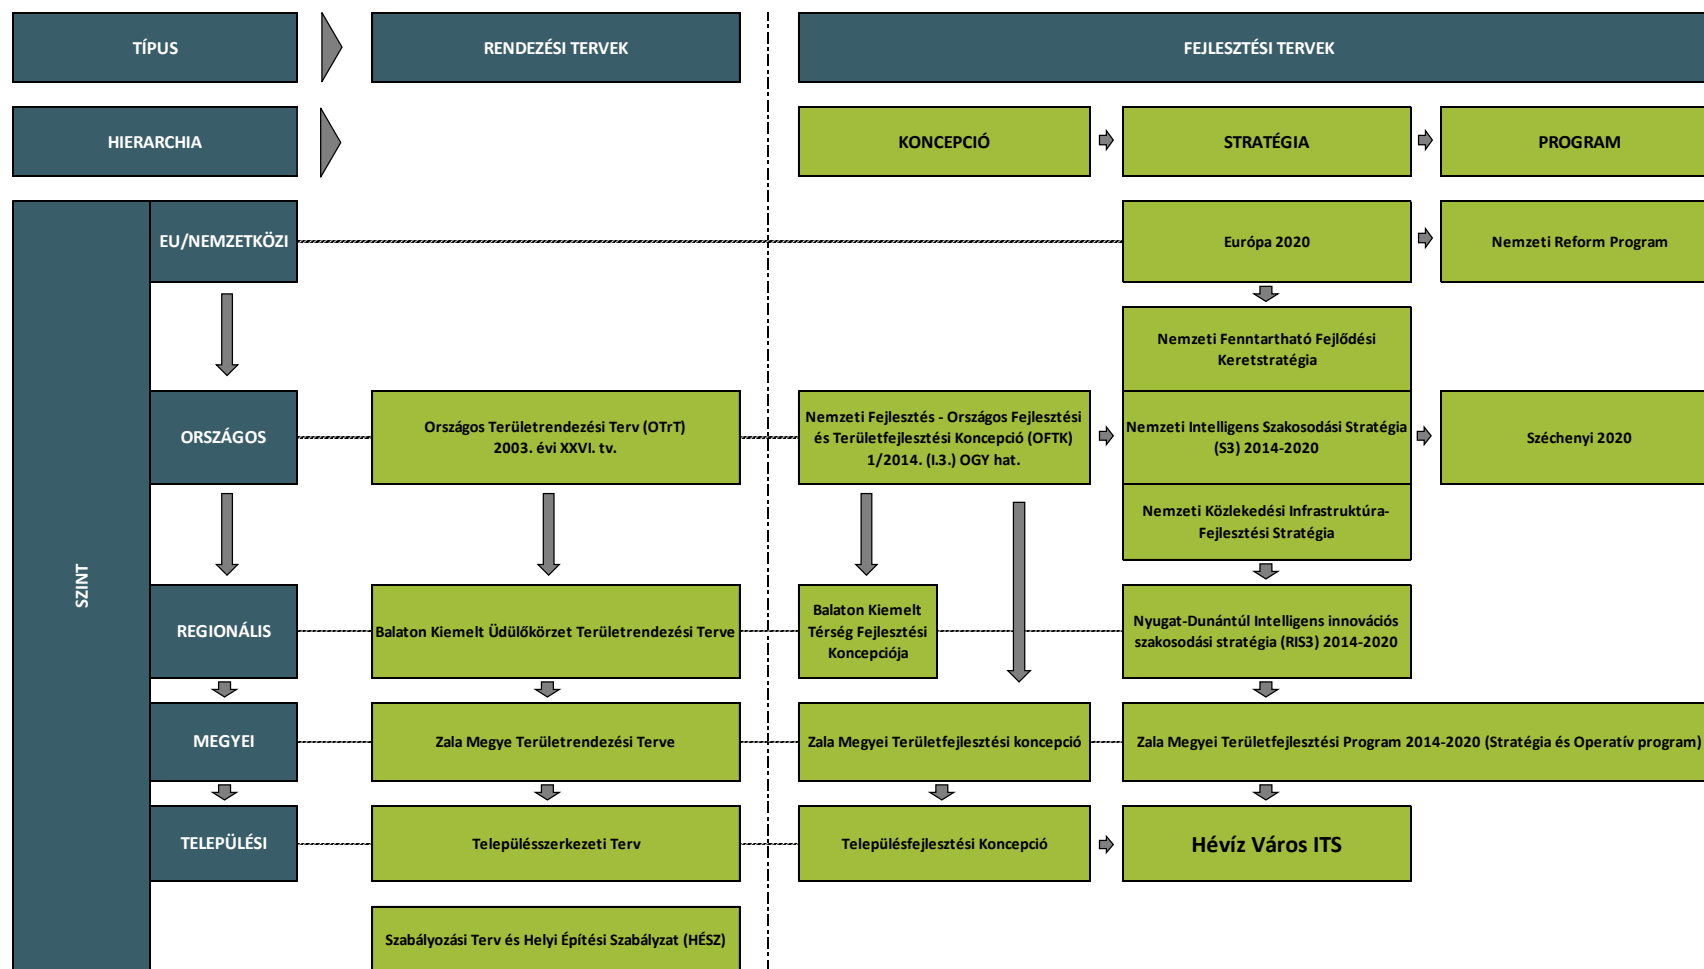 TÍPUS
RENDEZÉSI TERVEK
FEJLESZTÉSI TERVEK
HIERARCHIA
KONCEPCIÓ
STRATÉGIA
PROGRAM
SZINT
EU/NEMZETKÖZI
Európa 2020
Nemzeti Reform Program
Nemzeti Fenntartható Fejlődési
Keretstratégia
ORSZÁGOS
Országos Területrendezési Terv (OTrT)
2003. évi XXVI. tv.
Nemzeti Fejlesztés - Országos Fejlesztési
és Területfejlesztési Koncepció (OFTK)
1/2014. (I.3.) OGY hat.
Nemzeti Intelligens Szakosodási Stratégia
(S3) 2014-2020
Széchenyi 2020
Nemzeti Közlekedési Infrastruktúra-
Fejlesztési Stratégia
REGIONÁLIS
Balaton Kiemelt Üdülőkörzet Területrendezési Terve
Balaton Kiemelt
Térség Fejlesztési
Koncepciója
Nyugat-Dunántúl Intelligens innovációs
szakosodási stratégia (RIS3) 2014-2020
MEGYEI
Zala Megye Területrendezési Terve
Zala Megyei Területfejlesztési koncepció
Zala Megyei Területfejlesztési Program 2014-2020 (Stratégia és Operatív program)
TELEPÜLÉSI
Településszerkezeti Terv
Településfejlesztési Koncepció
Hévíz Város ITS
Szabályozási Terv és Helyi Építési Szabályzat (HÉSZ)